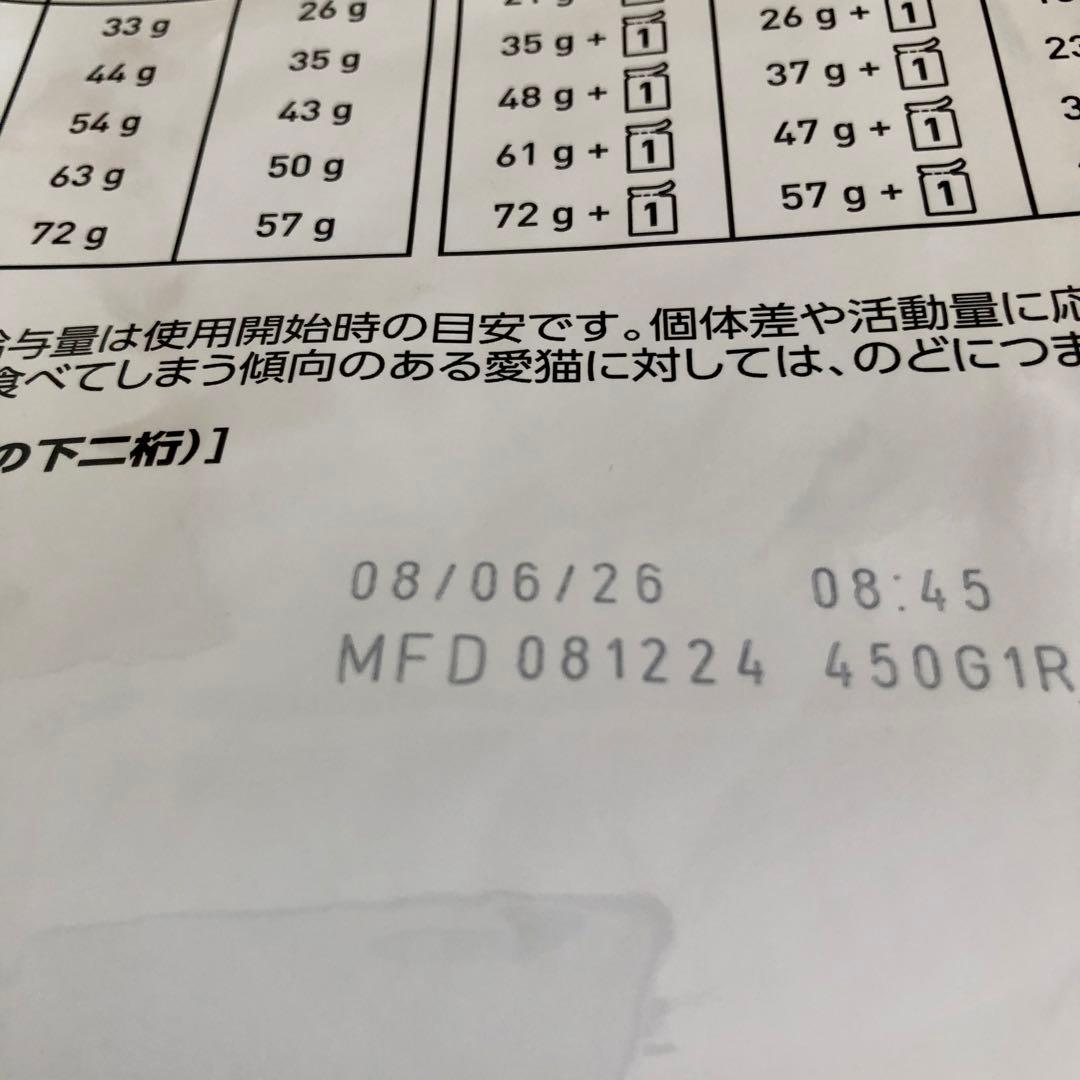 33 g 26 g 35 g + 1 26 g + 1
44 g 35 g 48 g + 1 37 g + 1 23
54 g 43 g 61 g + 1 47 g + 1 3
63 g 50 g 72 g + 1 57 g + 1
72 g 57 g
与量は使用開始時の目安です。個体差や活動量に応
食べてしまう傾向のある愛猫に対しては、のどにつま
の下二桁)]
08/06/26 08:45
MFD 081224 450G1R